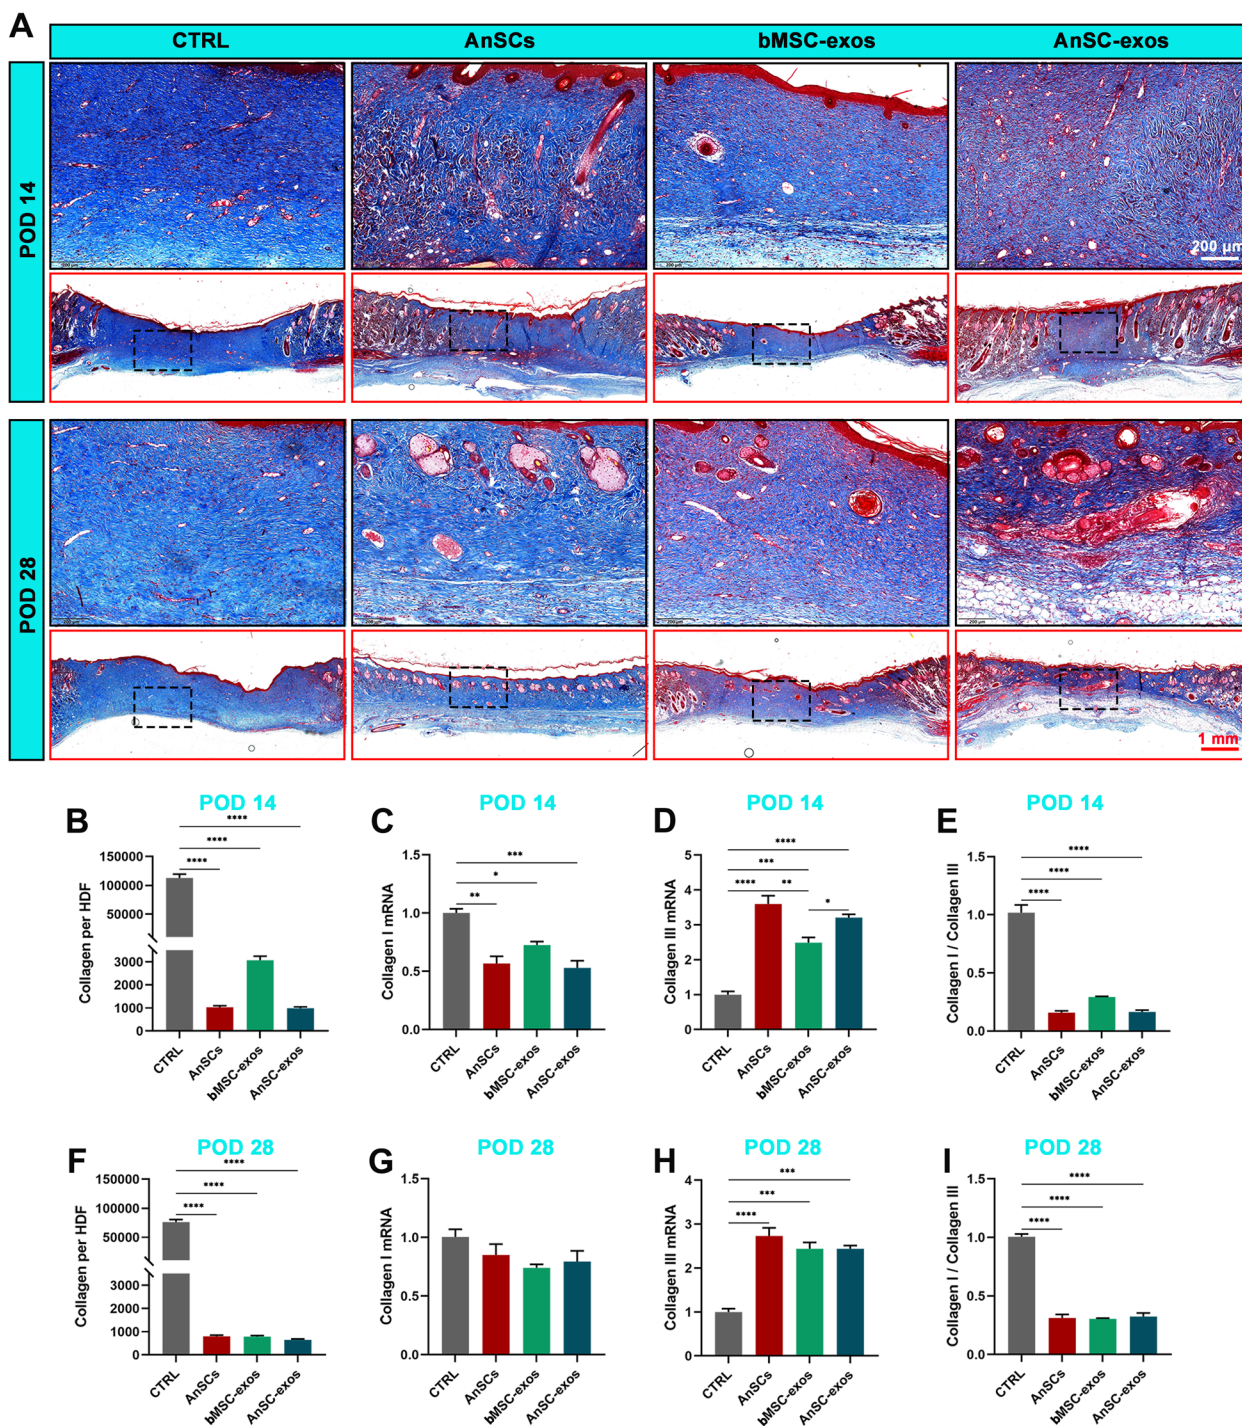 A
CTRL
AnSCs
bMSC-exos
AnSC-exos
POD 14
200 µm
POD 28
200 µm
200 µm
1 mm
B
POD 14
Collagen per HDF
150000
100000
50000
3000
2000
1000
0
****
****
****
CTRL
AnSCs
bMSC-exos
AnSC-exos
C
POD 14
Collagen I mRNA
1.5
1.0
0.5
0.0
***
*
**
CTRL
AnSCs
bMSC-exos
AnSC-exos
D
POD 14
Collagen III mRNA
5
4
3
2
1
0
****
***
**** **
*
CTRL
AnSCs
bMSC-exos
AnSC-exos
E
POD 14
Collagen I / Collagen III
1.5
1.0
0.5
0.0
****
****
****
CTRL
AnSCs
bMSC-exos
AnSC-exos
F
POD 28
Collagen per HDF
150000
100000
50000
3000
2000
1000
0
****
****
****
CTRL
AnSCs
bMSC-exos
AnSC-exos
G
POD 28
Collagen I mRNA
1.5
1.0
0.5
0.0
CTRL
AnSCs
bMSC-exos
AnSC-exos
H
POD 28
Collagen III mRNA
4
3
2
1
0
***
***
****
CTRL
AnSCs
bMSC-exos
AnSC-exos
I
POD 28
Collagen I / Collagen III
1.5
1.0
0.5
0.0
****
****
****
CTRL
AnSCs
bMSC-exos
AnSC-exos